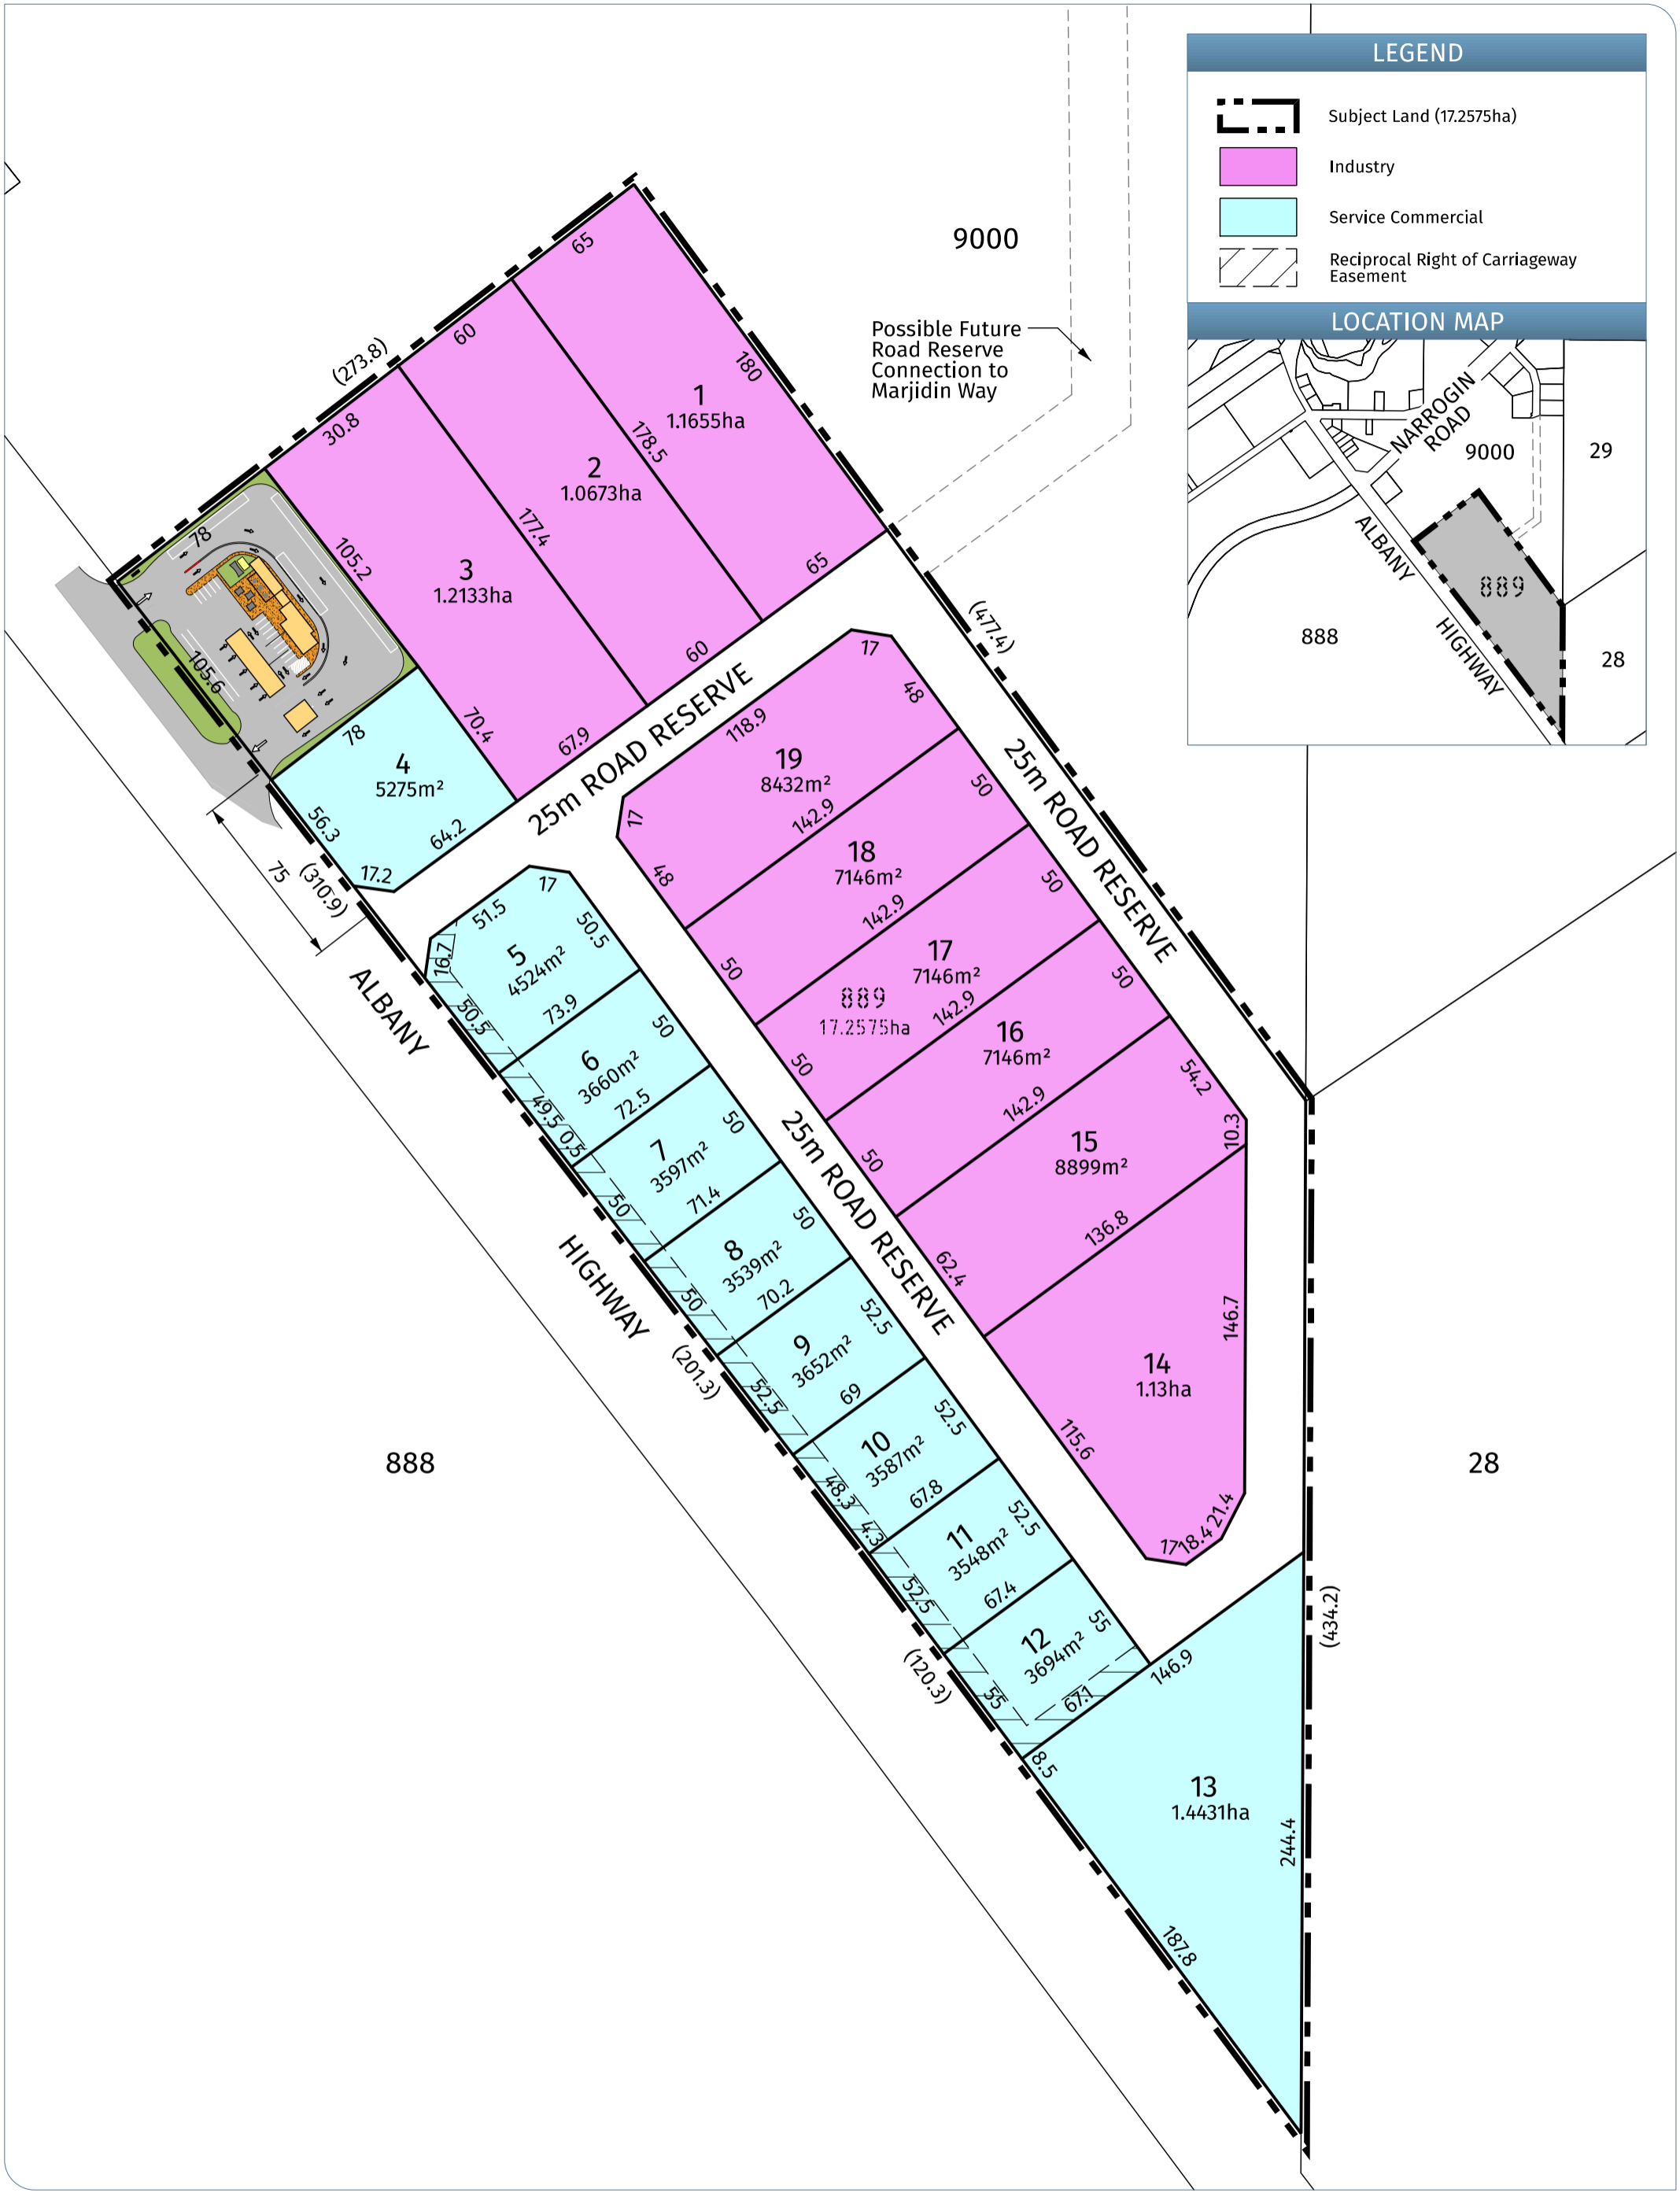 LEGEND
Subject Land (17.2575ha)
Industry
Service Commercial
Reciprocal Right of Carriageway
Easement
LOCATION MAP
NARROGIN
ROAD
9000
29
ALBANY
HIGHWAY
889
888
28
9000
Possible Future
Road Reserve
Connection to
Marjidin Way
(273.8)
65
60
30.8
180
1
1.1655ha
178.5
2
1.0673ha
177.4
3
1.2133ha
65
60
67.9
78
105.2
105.6
70.4
78
4
5275m²
56.3
64.2
17.2
75
(310.9)
(477.4)
25m ROAD RESERVE
25m ROAD RESERVE
25m ROAD RESERVE
17
48
118.9
19
8432m²
17
142.9
48
50
18
7146m²
142.9
50
50
17
7146m²
889
17.2575ha
142.9
50
50
16
7146m²
142.9
50
54.2
10.3
15
8899m²
136.8
62.4
146.7
14
1.13ha
115.6
17
18.4
21.4
51.5
17
16.7
5
4524m²
50.5
50.5
73.9
6
3660m²
50
49.5
0.5
72.5
7
3597m²
50
50
71.4
8
3539m²
50
50
70.2
9
3652m²
52.5
52.5
69
10
3587m²
52.5
48.3
4.3
67.8
11
3548m²
52.5
52.5
67.4
12
3694m²
55
55
67.1
146.9
8.5
13
1.4431ha
244.4
187.8
ALBANY
HIGHWAY
(201.3)
(120.3)
(434.2)
888
28